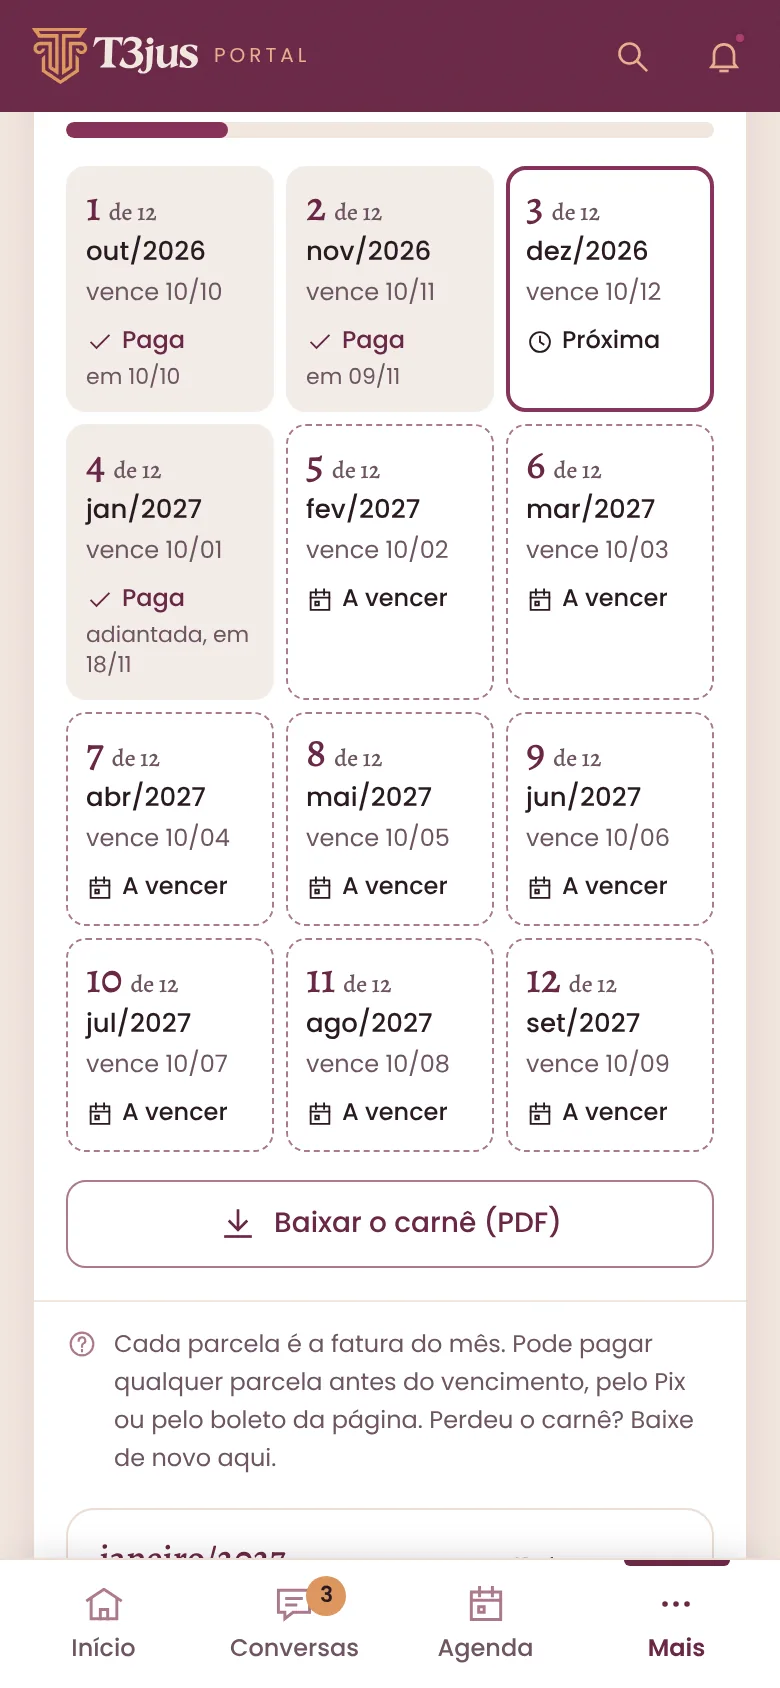 T3jus PORTAL
1 de 12
out/2026
vence 10/10
Paga
em 10/10
2 de 12
nov/2026
vence 10/11
Paga
em 09/11
3 de 12
dez/2026
vence 10/12
Próxima
4 de 12
jan/2027
vence 10/01
Paga
adiantada, em
18/11
5 de 12
fev/2027
vence 10/02
A vencer
6 de 12
mar/2027
vence 10/03
A vencer
7 de 12
abr/2027
vence 10/04
A vencer
8 de 12
mai/2027
vence 10/05
A vencer
9 de 12
jun/2027
vence 10/06
A vencer
10 de 12
jul/2027
vence 10/07
A vencer
11 de 12
ago/2027
vence 10/08
A vencer
12 de 12
set/2027
vence 10/09
A vencer
Baixar o carnê (PDF)
Cada parcela é a fatura do mês. Pode pagar
qualquer parcela antes do vencimento, pelo Pix
ou pelo boleto da página. Perdeu o carnê? Baixe
de novo aqui.
janeiro/2027
Início
3
Conversas
Agenda
Mais